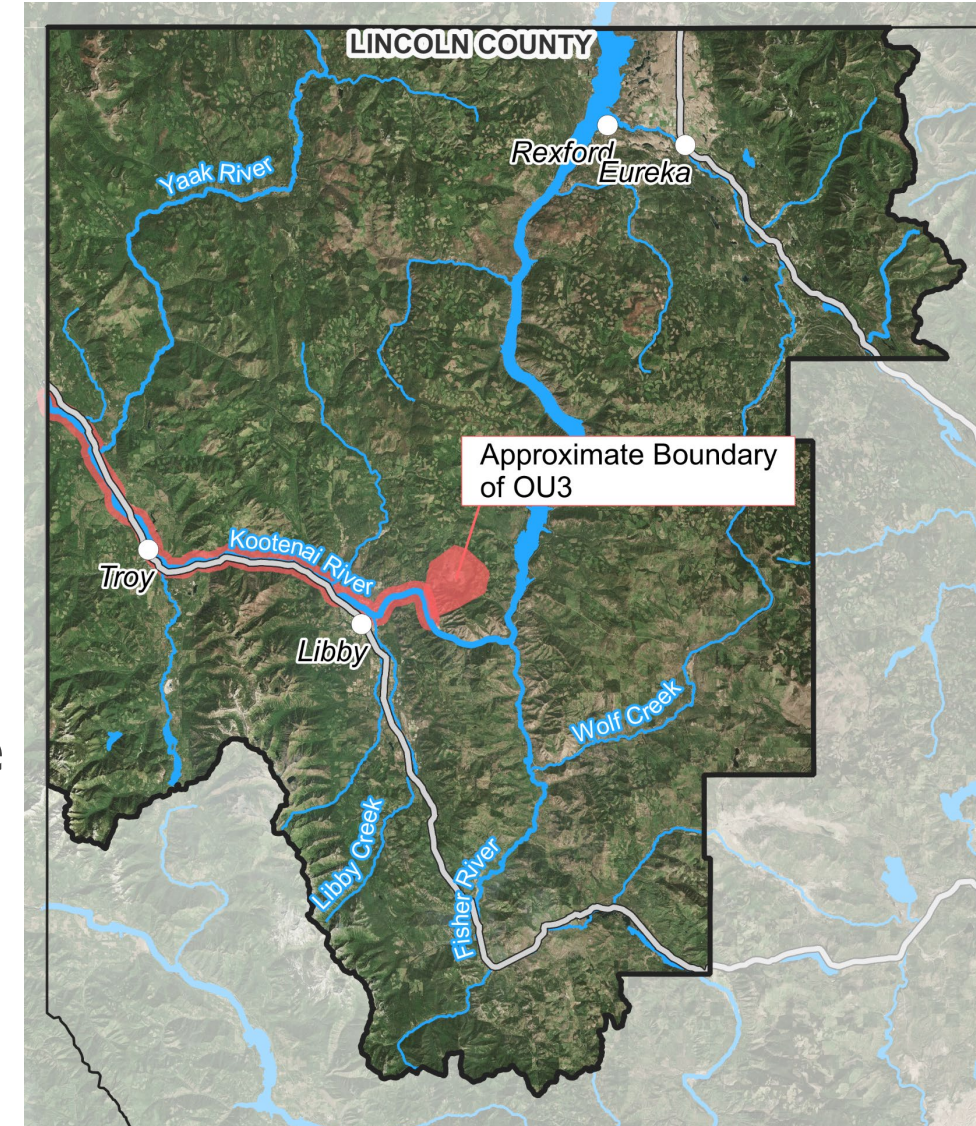 LINCOLN COUNTY
Rexford
Eureka
Yaak River
Approximate Boundary
of OU3
Kootenai River
Troy
Libby
Wolf Creek
Libby Creek
Fisher River
e